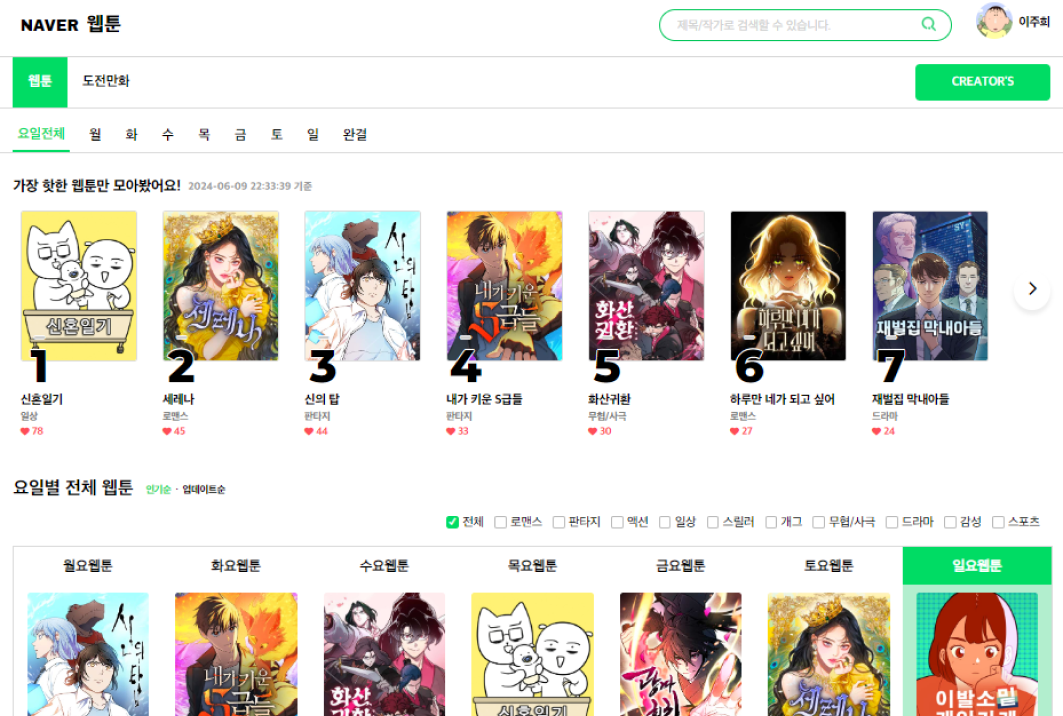 NAVER 웹툰
제목/작가로 검색할 수 있습니다.
이주희
웹툰 도전만화
CREATOR'S
요일전체 월 화 수 목 금 토 일 완결
가장 핫한 웹툰만 모아봤어요! 2024-06-09 22:33:39 기준
신혼일기
세레나
신의 탑
내가 키운 S급들
화산귀환
하루만 네가 되고 싶어
재벌집 막내아들
1 2 3 4 5 6 7
신혼일기 세레나 신의 탑 내가 키운 S급들 화산귀환 하루만 네가 되고 싶어 재벌집 막내아들
일상 로맨스 판타지 판타지 무협/사극 로맨스 드라마
78 45 44 33 30 27 24
요일별 전체 웹툰 인기순 · 업데이트순
전체 로맨스 판타지 액션 일상 스릴러 개그 무협/사극 드라마 감성 스포츠
월요웹툰 화요웹툰 수요웹툰 목요웹툰 금요웹툰 토요웹툰 일요웹툰
신의 탑
내가 키운
S급들
화산
귀환
신혼일기
세레나
이발소밑